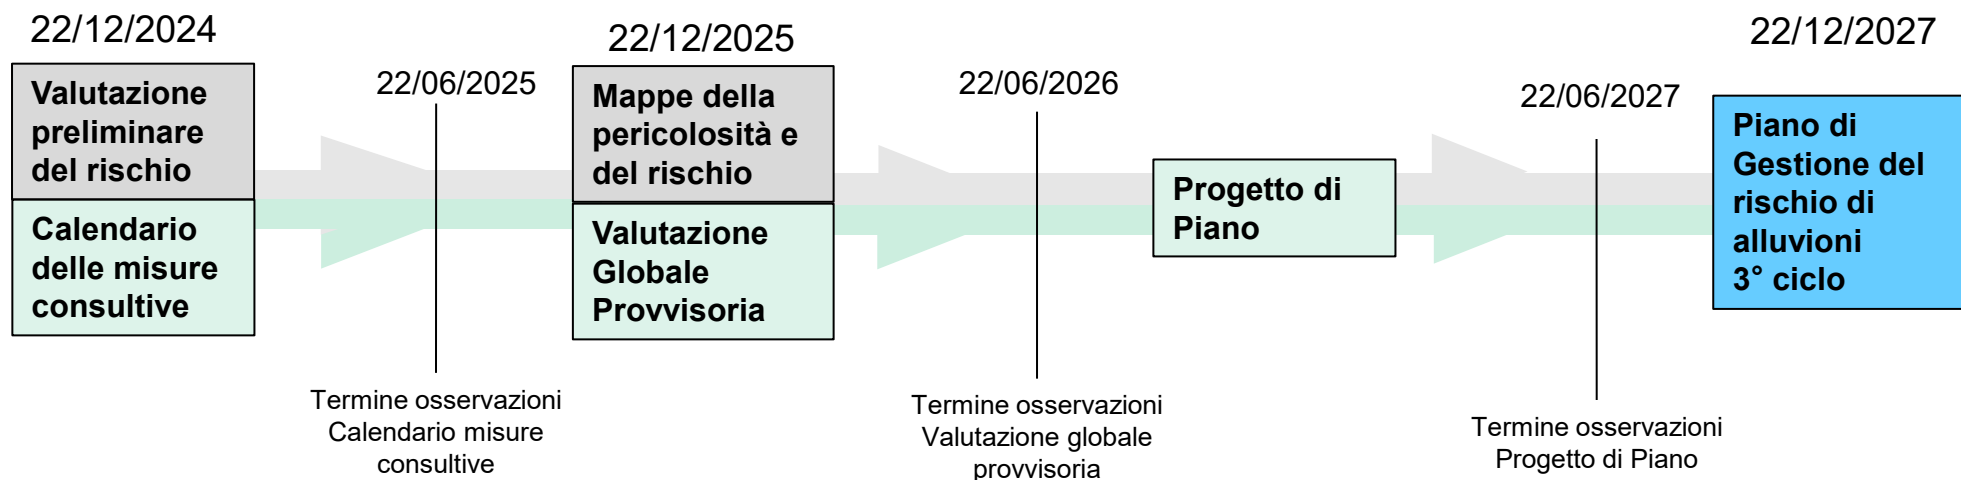 22/12/2024
Valutazione
preliminare
del rischio
Calendario
delle misure
consultive
22/06/2025
Termine osservazioni
Calendario misure
consultive
22/12/2025
Mappe della
pericolosità e
del rischio
Valutazione
Globale
Provvisoria
22/06/2026
Termine osservazioni
Valutazione globale
provvisoria
Progetto di
Piano
22/06/2027
Termine osservazioni
Progetto di Piano
22/12/2027
Piano di
Gestione del
rischio di
alluvioni
3° ciclo